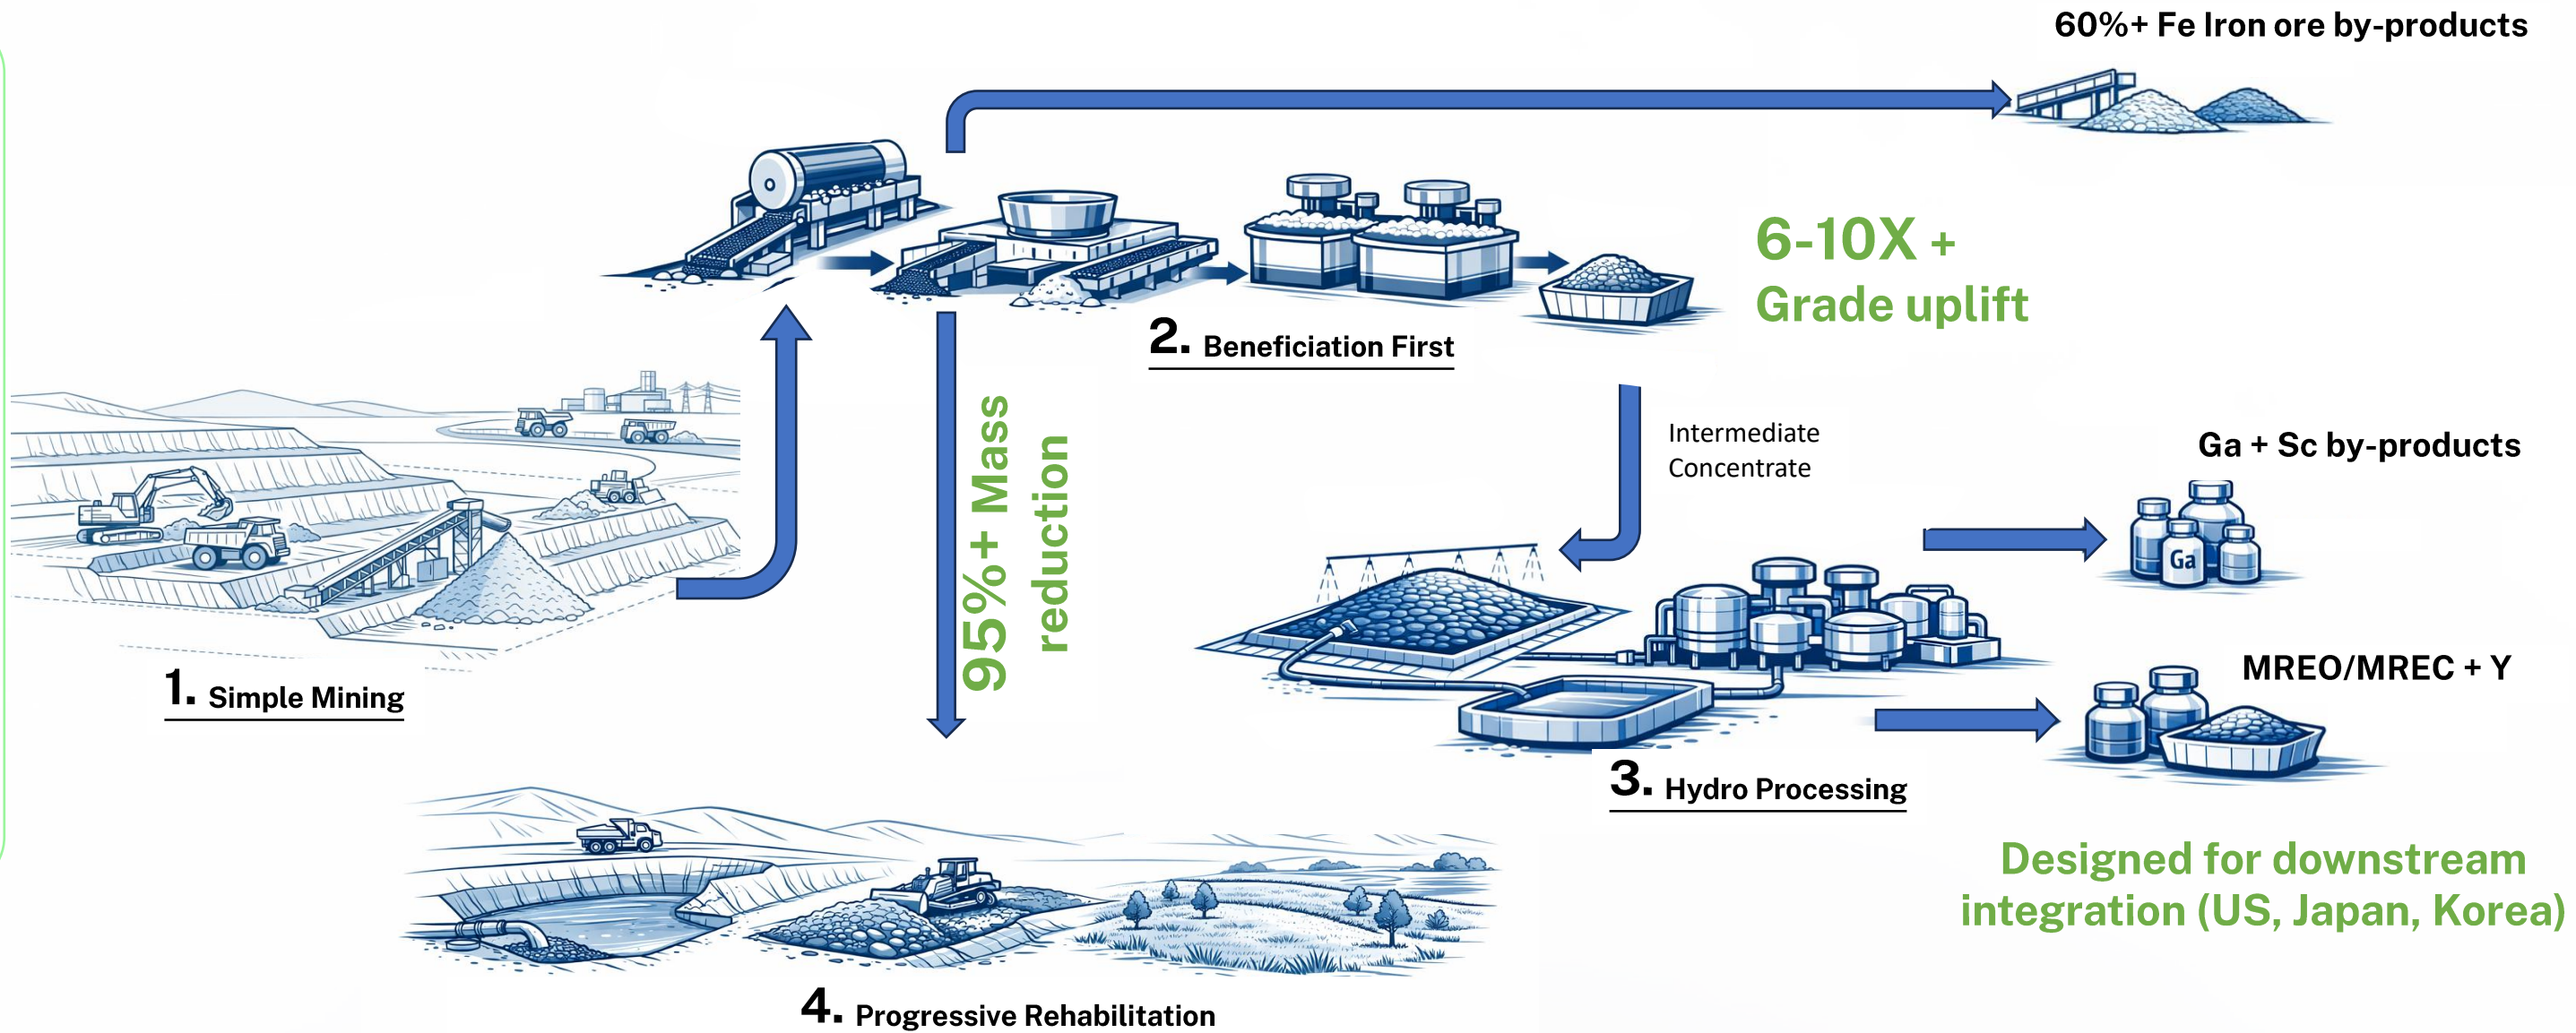 60%+ Fe Iron ore by-products
6-10X +
Grade uplift
2. Beneficiation First
95%+ Mass
reduction
Intermediate
Concentrate
Ga + Sc by-products
Ga
1. Simple Mining
MREO/MREC + Y
3. Hydro Processing
Designed for downstream
integration (US, Japan, Korea)
4. Progressive Rehabilitation